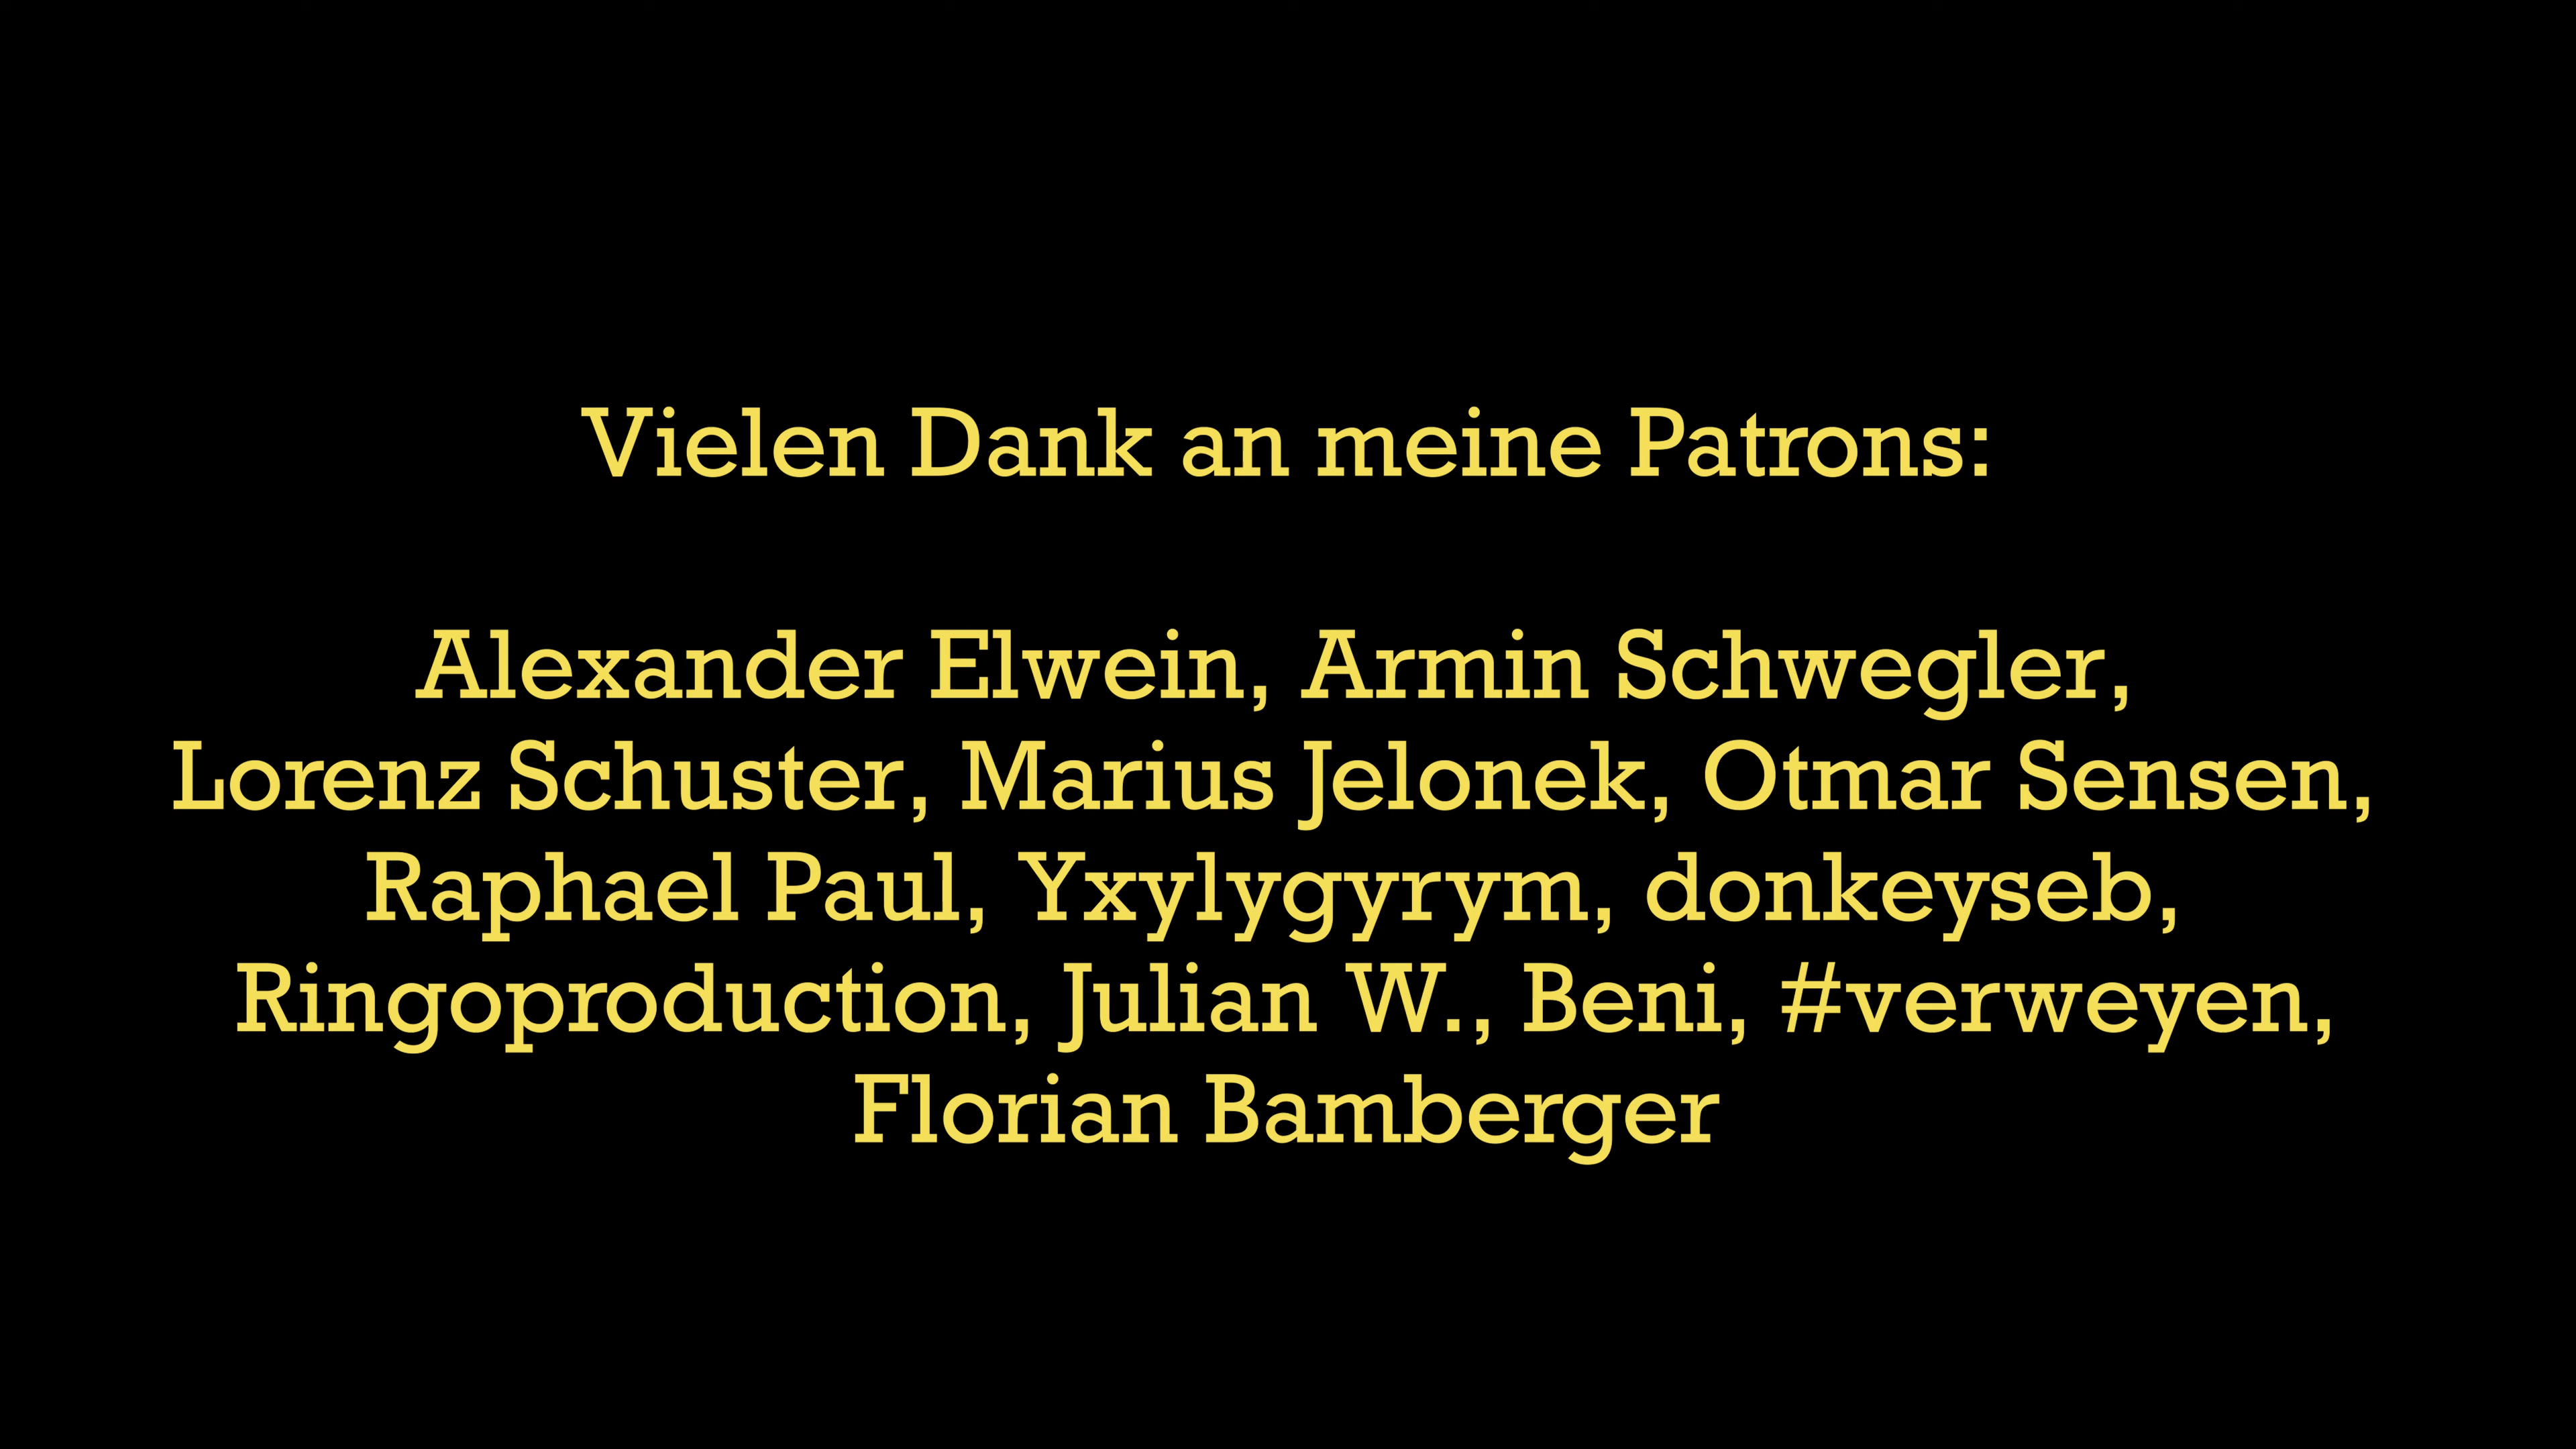 Vielen Dank an meine Patrons:
Alexander Elwein, Armin Schwegler,
Lorenz Schuster, Marius Jelonek, Otmar Sensen,
Raphael Paul, Yxylygyrym, donkeyseb,
Ringoproduction, Julian W., Beni, #verweyen,
Florian Bamberger